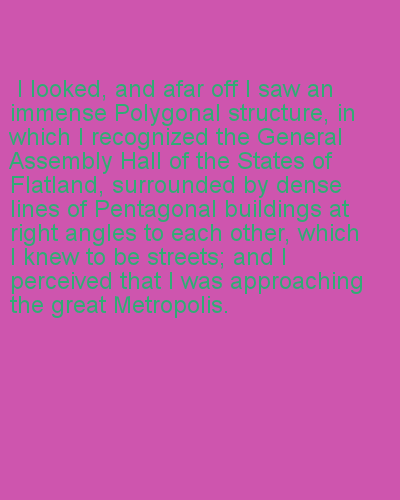 I looked, and afar off I saw an
immense Polygonal structure, in
which I recognized the General
Assembly Hall of the States of
Flatland, surrounded by dense
lines of Pentagonal buildings at
right angles to each other, which
I knew to be streets; and I
perceived that I was approaching
the great Metropolis.